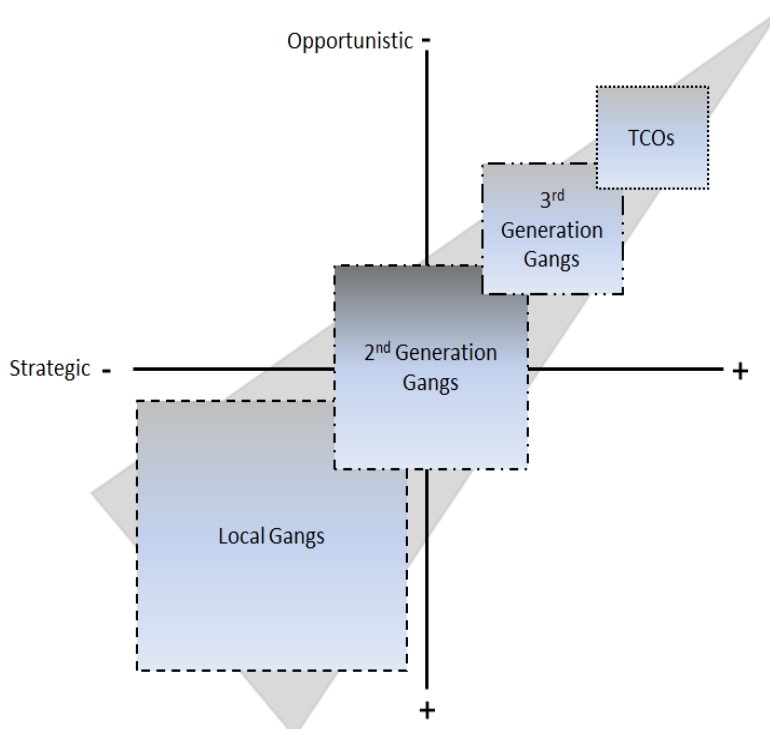 Opportunistic -
TCOs
3rd
Generation
Gangs
2nd Generation
Gangs
Strategic -
+
Local Gangs
+